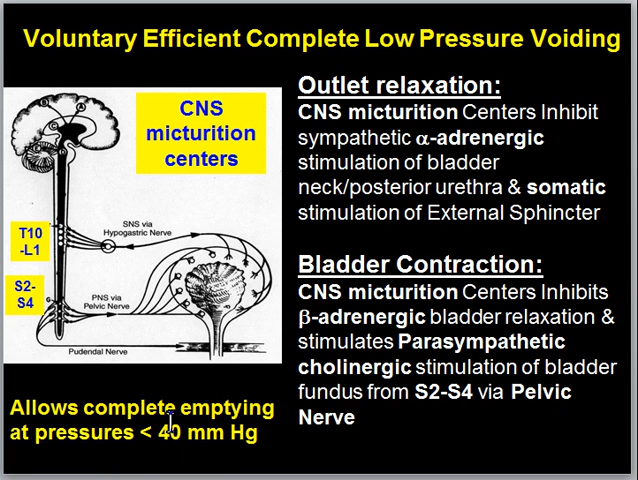 Voluntary Efficient Complete Low Pressure Voiding
CNS
micturition
centers
B
A
SNS via
Hypogastric Nerve
T10
-L1
S2-
S4
PNS via
Pelvic Nerve
Pudendal Nerve
Allows complete emptying
at pressures < 40 mm Hg
Outlet relaxation:
CNS micturition Centers Inhibit
sympathetic α-adrenergic
stimulation of bladder
neck/posterior urethra & somatic
stimulation of External Sphincter
Bladder Contraction:
CNS micturition Centers Inhibits
β-adrenergic bladder relaxation &
stimulates Parasympathetic
cholinergic stimulation of bladder
fundus from S2-S4 via Pelvic
Nerve